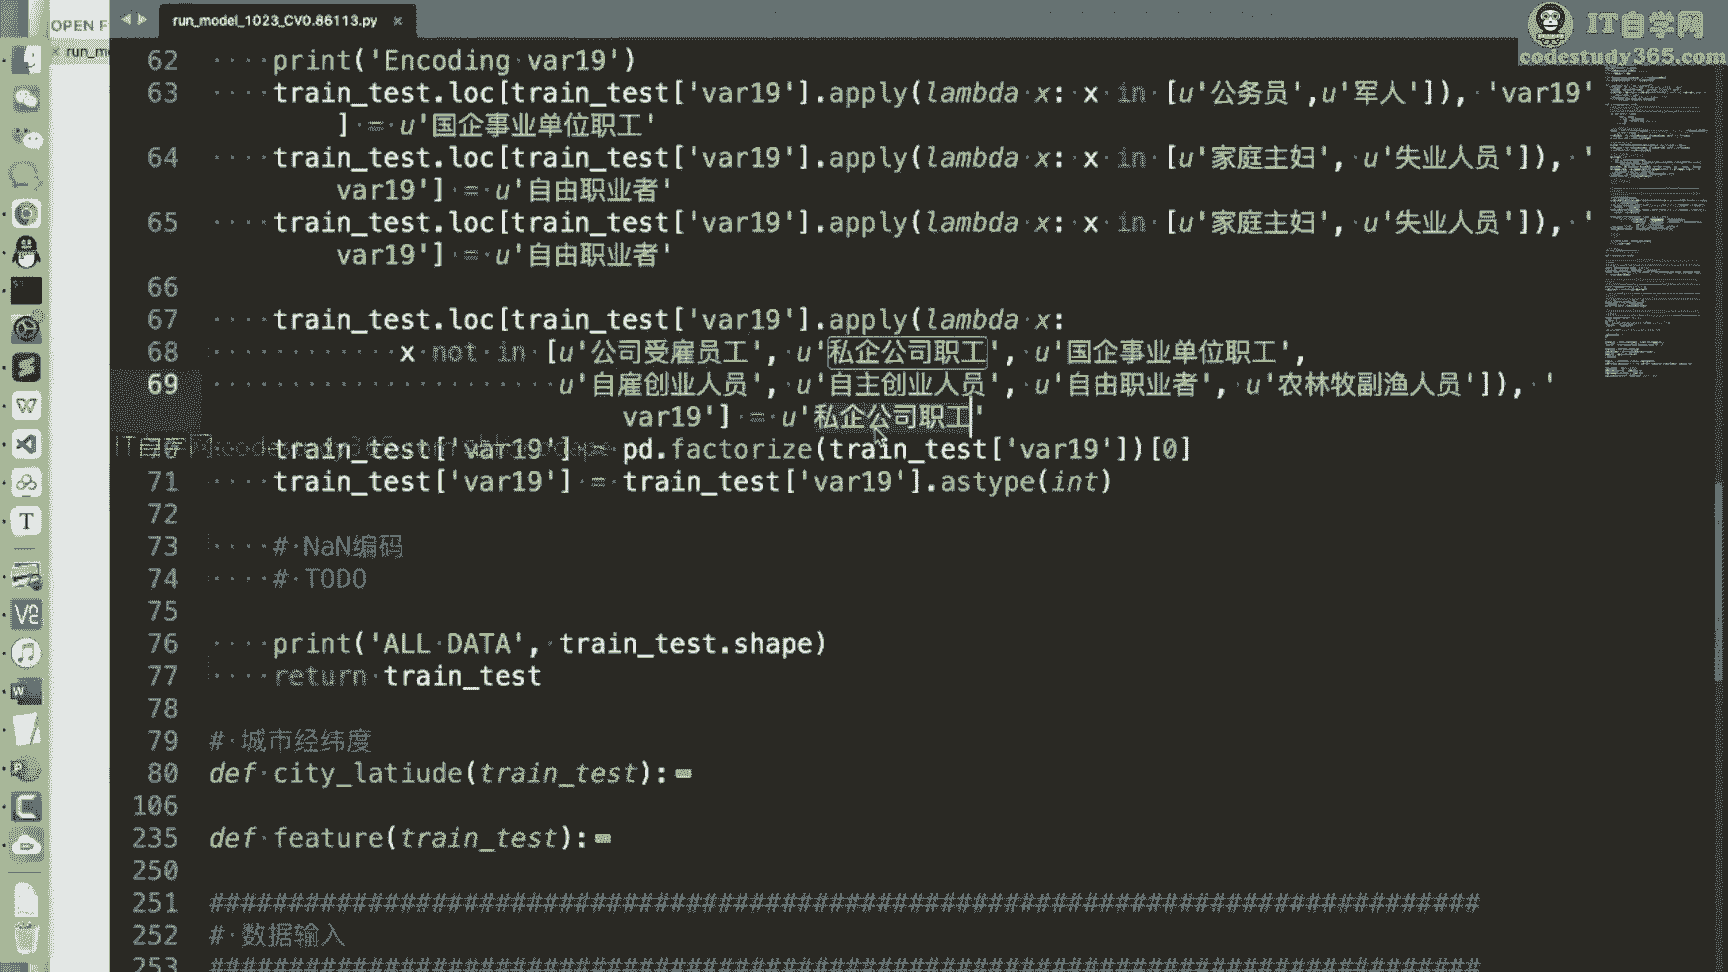 OPEN F
run_model_1023_CV0.86113.py
IT自学网
codestudy365.com
run_m
62 print('Encoding var19')
63 train_test.loc[train_test['var19'].apply(lambda x: x in [u'公务员',u'军人']), 'var19'
] = u'国企事业单位职工'
64 train_test.loc[train_test['var19'].apply(lambda x: x in [u'家庭主妇', u'失业人员']), '
var19'] = u'自由职业者'
65 train_test.loc[train_test['var19'].apply(lambda x: x in [u'家庭主妇', u'失业人员']), '
var19'] = u'自由职业者'
66
67 train_test.loc[train_test['var19'].apply(lambda x:
68 x not in [u'公司受雇员工', u'私企公司职工', u'国企事业单位职工',
69 u'自雇创业人员', u'自主创业人员', u'自由职业者', u'农林牧副渔人员']), '
var19'] = u'私企公司职工'
train_test['var19'] = pd.factorize(train_test['var19'])[0]
71 train_test['var19'] = train_test['var19'].astype(int)
72
73 # NaN编码
74 # TODO
75
76 print('ALL DATA', train_test.shape)
77 return train_test
78
79 # 城市经纬度
80 def city_latiude(train_test):
106
235 def feature(train_test):
250
251 ################################################################################
252 # 数据输入
253 ################################################################################